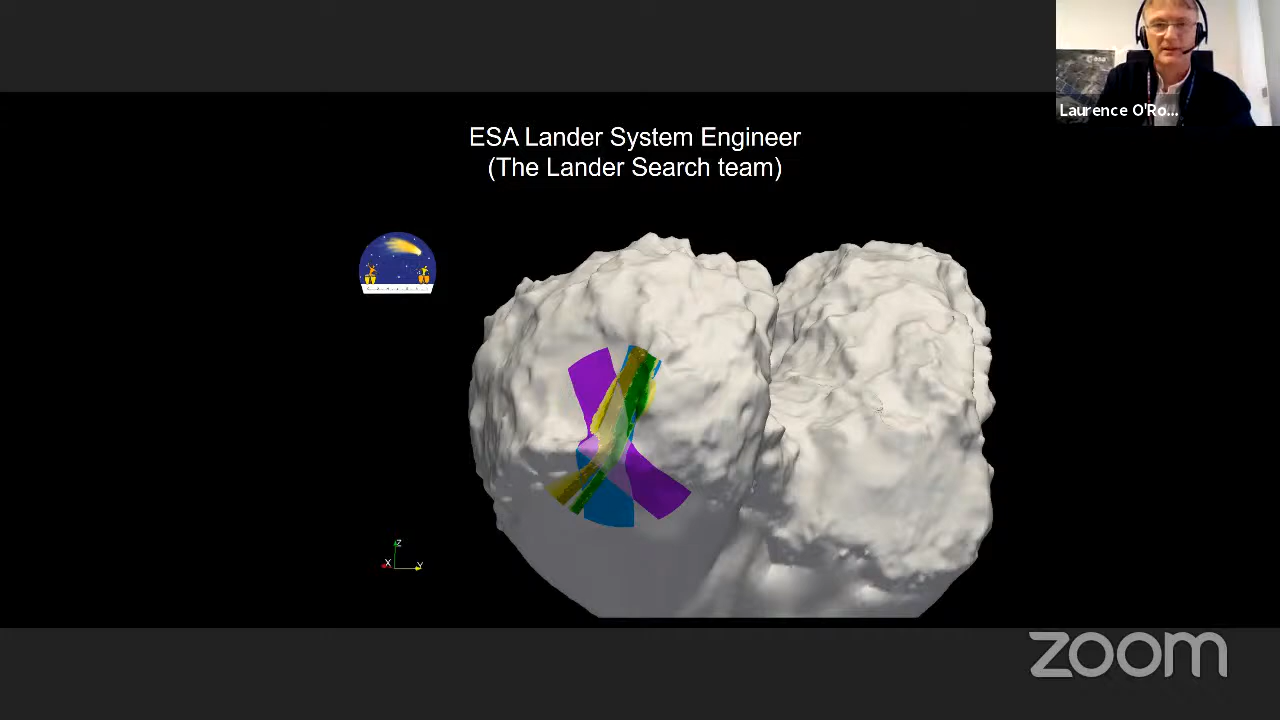 Laurence O'Ro...
ESA Lander System Engineer
(The Lander Search team)
Z
X
Y
zoom